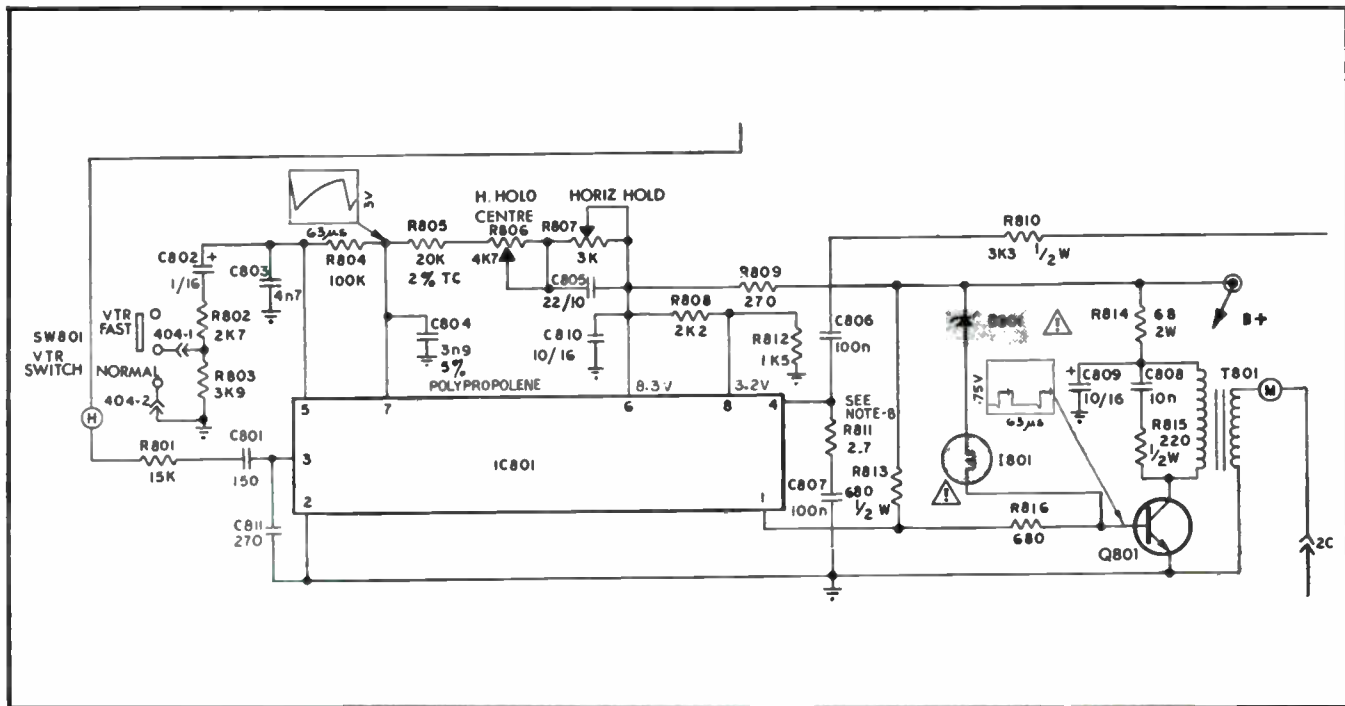 H. HOLD CENTRE
HORIZ HOLD
3V
63µs
R804
100K
R805
20K
2% TC
R806
4K7
R807
3K
C805
22/10
R809
270
R810
3K3
1/2 W
C802
+
1/16
C803
4n7
R802
2K7
R803
3K9
SW801
VTR
SWITCH
VTR
FAST
404-1
NORMAL
404-2
H
R801
15K
C801
150
C811
270
C804
3n9
5%
POLYPROPOLENE
C810
10/16
R808
2K2
R812
1K5
8.3V
3.2V
C806
100n
SEE
NOTE-8
R811
2.7
C807
100n
R813
680
1/2 W
5
7
6
8
4
3
2
1
IC801
.75V
63µs
!
I801
!
R816
680
Q801
R814
68
2W
+
C809
10/16
C808
10n
R815
220
1/2W
T801
M
B+
2C